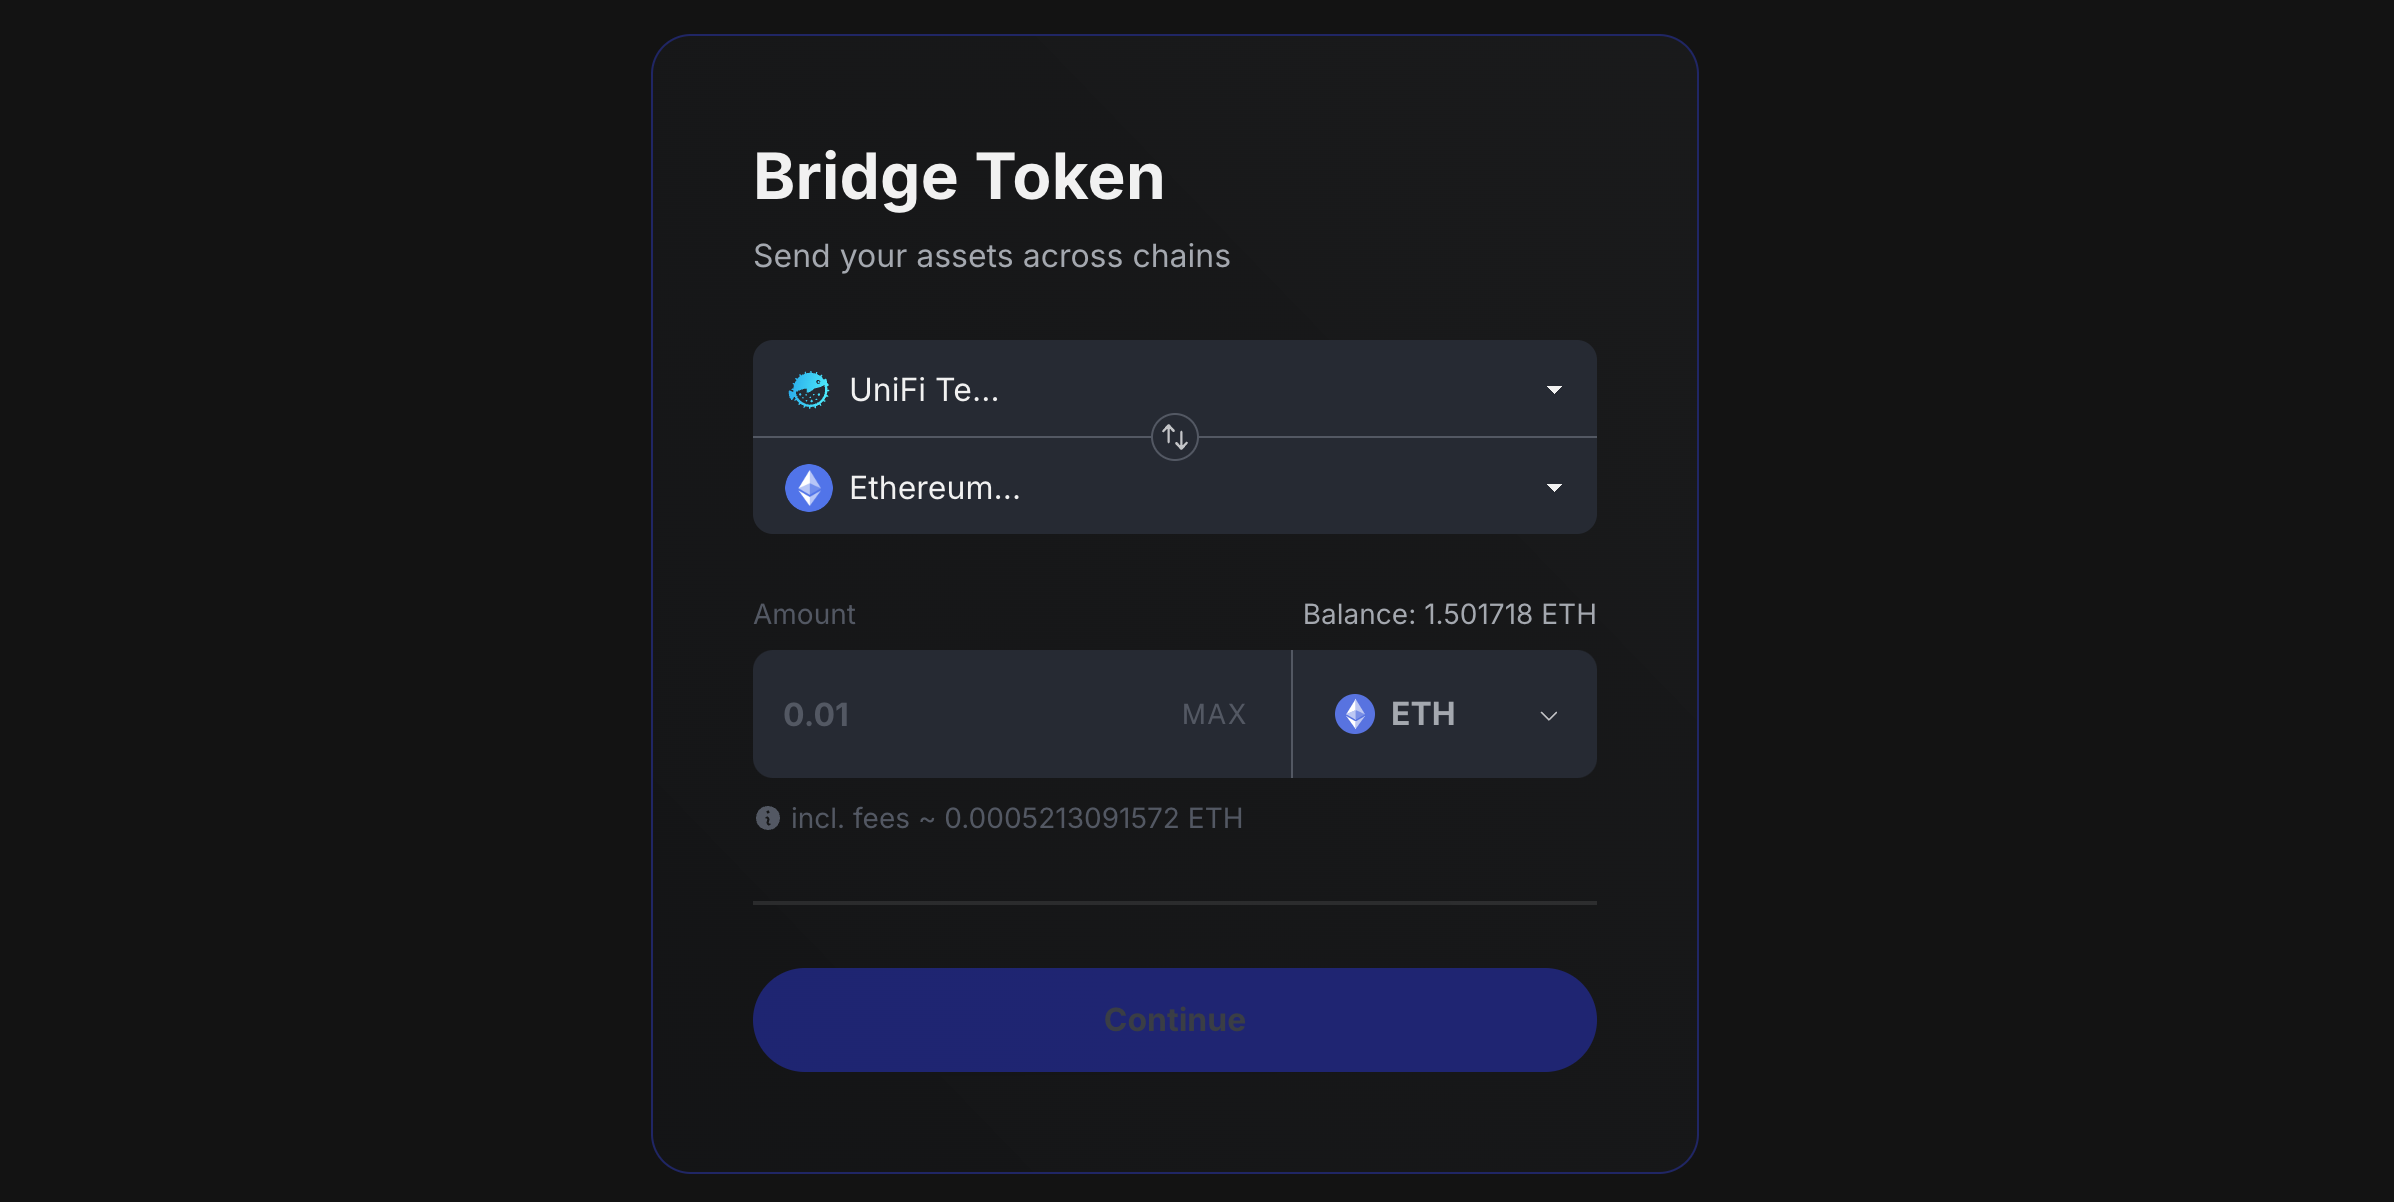 Bridge Token
Send your assets across chains
UniFi Te...
Ethereum...
Amount
Balance: 1.501718 ETH
0.01
MAX
ETH
incl. fees ~ 0.0005213091572 ETH
Continue